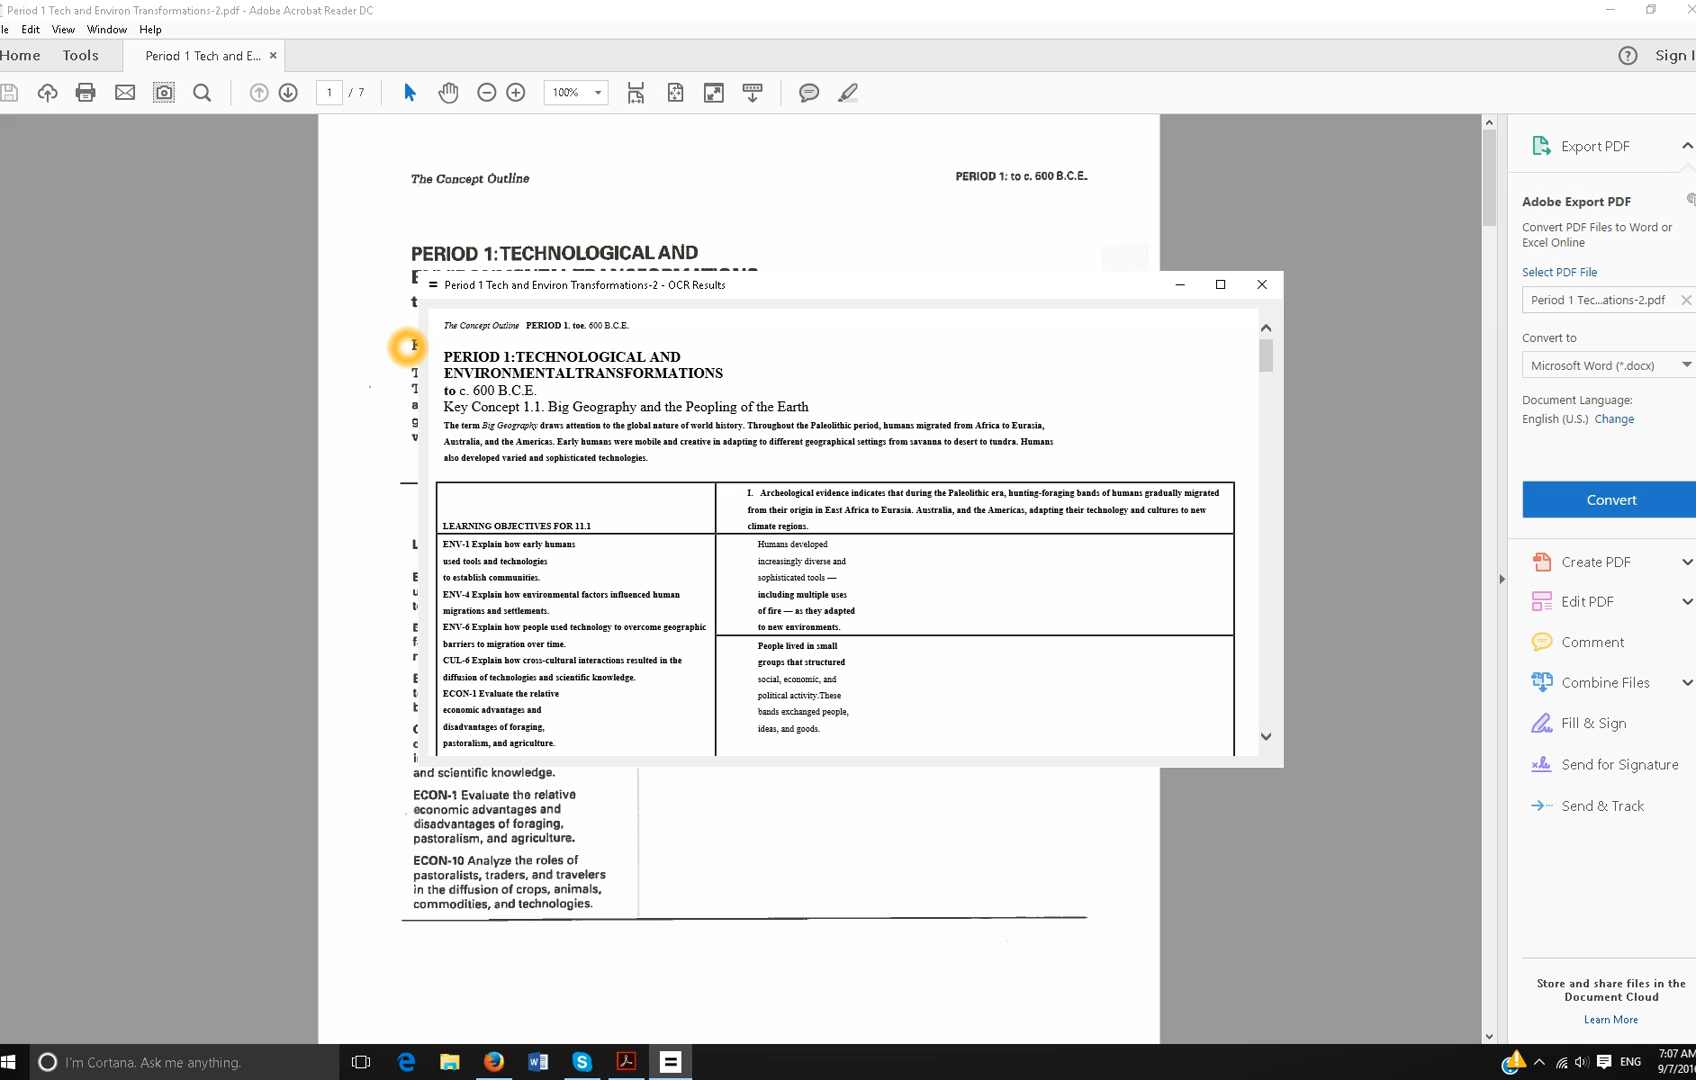 Period 1 Tech and Environ Transformations-2.pdf - Adobe Acrobat Reader DC
le Edit View Window Help
Home Tools Period 1 Tech and E... Sign I
1 / 7 100%
The Concept Outline PERIOD 1: to c. 600 B.C.E.
PERIOD 1: TECHNOLOGICAL AND
Period 1 Tech and Environ Transformations-2 - OCR Results
The Concept Outline PERIOD 1. toe. 600 B.C.E.
PERIOD 1:TECHNOLOGICAL AND
ENVIRONMENTALTRANSFORMATIONS
to c. 600 B.C.E.
Key Concept 1.1. Big Geography and the Peopling of the Earth
The term Big Geography draws attention to the global nature of world history. Throughout the Paleolithic period, humans migrated from Africa to Eurasia,
Australia, and the Americas. Early humans were mobile and creative in adapting to different geographical settings from savanna to desert to tundra. Humans
also developed varied and sophisticated technologies.
LEARNING OBJECTIVES FOR 11.1
ENV-1 Explain how early humans
used tools and technologies
to establish communities.
ENV-4 Explain how environmental factors influenced human
migrations and settlements.
ENV-6 Explain how people used technology to overcome geographic
barriers to migration over time.
CUL-6 Explain how cross-cultural interactions resulted in the
diffusion of technologies and scientific knowledge.
ECON-1 Evaluate the relative
economic advantages and
disadvantages of foraging,
pastoralism, and agriculture.
I. Archeological evidence indicates that during the Paleolithic era, hunting-foraging bands of humans gradually migrated
from their origin in East Africa to Eurasia. Australia, and the Americas, adapting their technology and cultures to new
climate regions.
Humans developed
increasingly diverse and
sophisticated tools —
including multiple uses
of fire — as they adapted
to new environments.
People lived in small
groups that structured
social, economic, and
political activity.These
bands exchanged people,
ideas, and goods.
and scientific knowledge.
ECON-1 Evaluate the relative
economic advantages and
disadvantages of foraging,
pastoralism, and agriculture.
ECON-10 Analyze the roles of
pastoralists, traders, and travelers
in the diffusion of crops, animals,
commodities, and technologies.
Export PDF
Adobe Export PDF
Convert PDF Files to Word or
Excel Online
Select PDF File
Period 1 Tec...ations-2.pdf
Convert to
Microsoft Word (*.docx)
Document Language:
English (U.S.) Change
Convert
Create PDF
Edit PDF
Comment
Combine Files
Fill & Sign
Send for Signature
Send & Track
Store and share files in the
Document Cloud
Learn More
I'm Cortana. Ask me anything.
ENG
7:07 AM
9/7/201